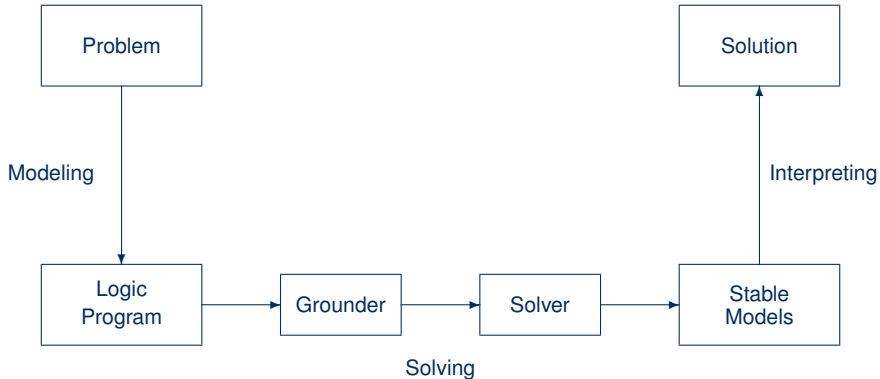 Problem
Solution
Modeling
Interpreting
Logic
Program
Grounder
Solver
Stable
Models
Solving